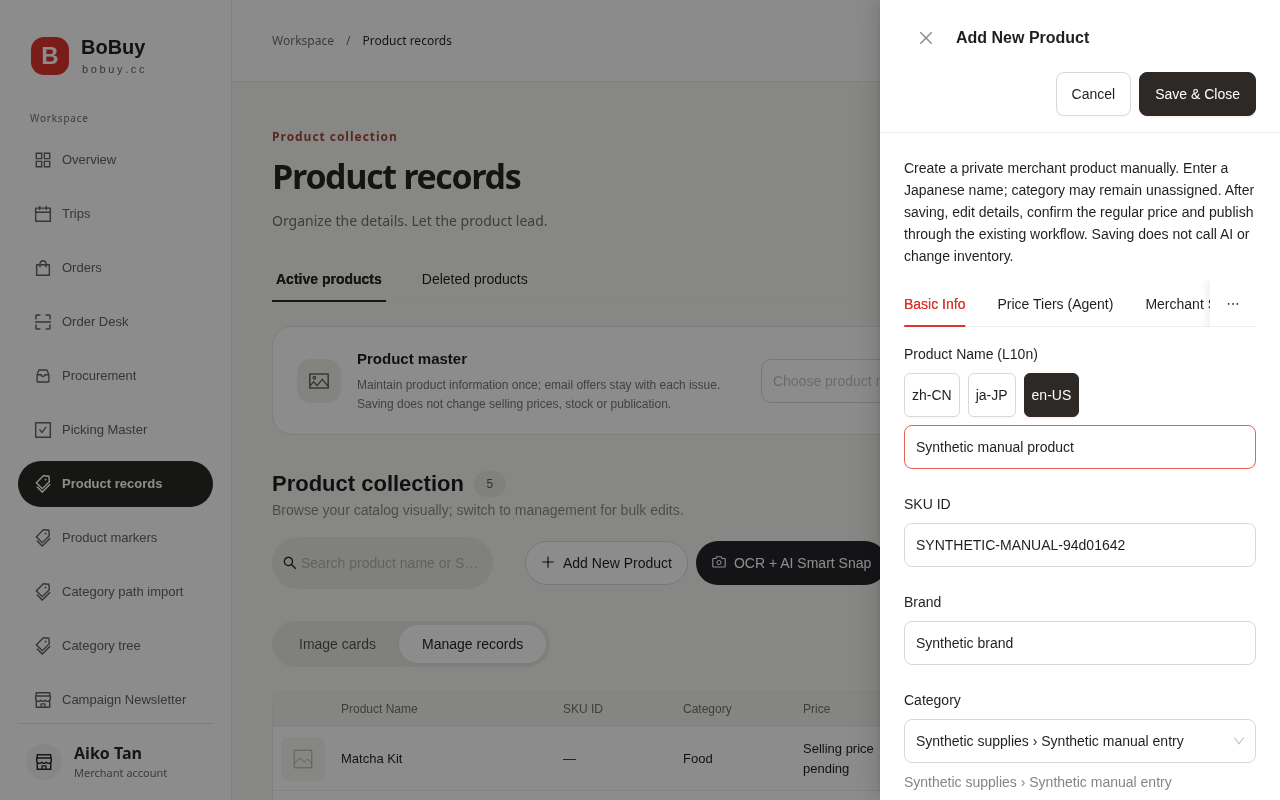 B
BoBuy
bobuy.cc
Workspace
Overview
Trips
Orders
Order Desk
Procurement
Picking Master
Product records
Product markers
Category path import
Category tree
Campaign Newsletter
Aiko Tan
Merchant account
Workspace / Product records
Product collection
Product records
Organize the details. Let the product lead.
Active products
Deleted products
Product master
Maintain product information once; email offers stay with each issue.
Saving does not change selling prices, stock or publication.
Choose product
Product collection 5
Browse your catalog visually; switch to management for bulk edits.
Search product name or S...
Add New Product
OCR + AI Smart Snap
Image cards
Manage records
Product Name SKU ID Category Price
Matcha Kit — Food Selling price
pending
Add New Product
Cancel
Save & Close
Create a private merchant product manually. Enter a
Japanese name; category may remain unassigned. After
saving, edit details, confirm the regular price and publish
through the existing workflow. Saving does not call AI or
change inventory.
Basic Info Price Tiers (Agent) Merchant ...
Product Name (L10n)
zh-CN ja-JP en-US
Synthetic manual product
SKU ID
SYNTHETIC-MANUAL-94d01642
Brand
Synthetic brand
Category
Synthetic supplies › Synthetic manual entry
Synthetic supplies › Synthetic manual entry